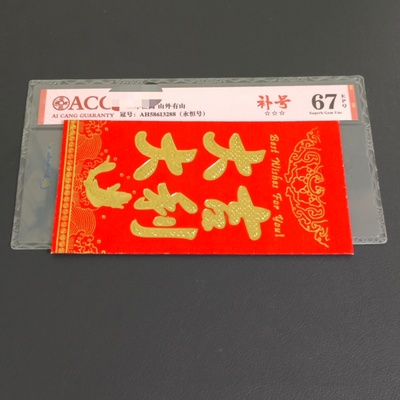 ACC
山外有山
AI CANG GUARANTY
冠号：AH58613288（永恒号）
补号
☆☆☆
67
EPQ
Superb Gem Unc
Best Wishes For You!
大吉
大利